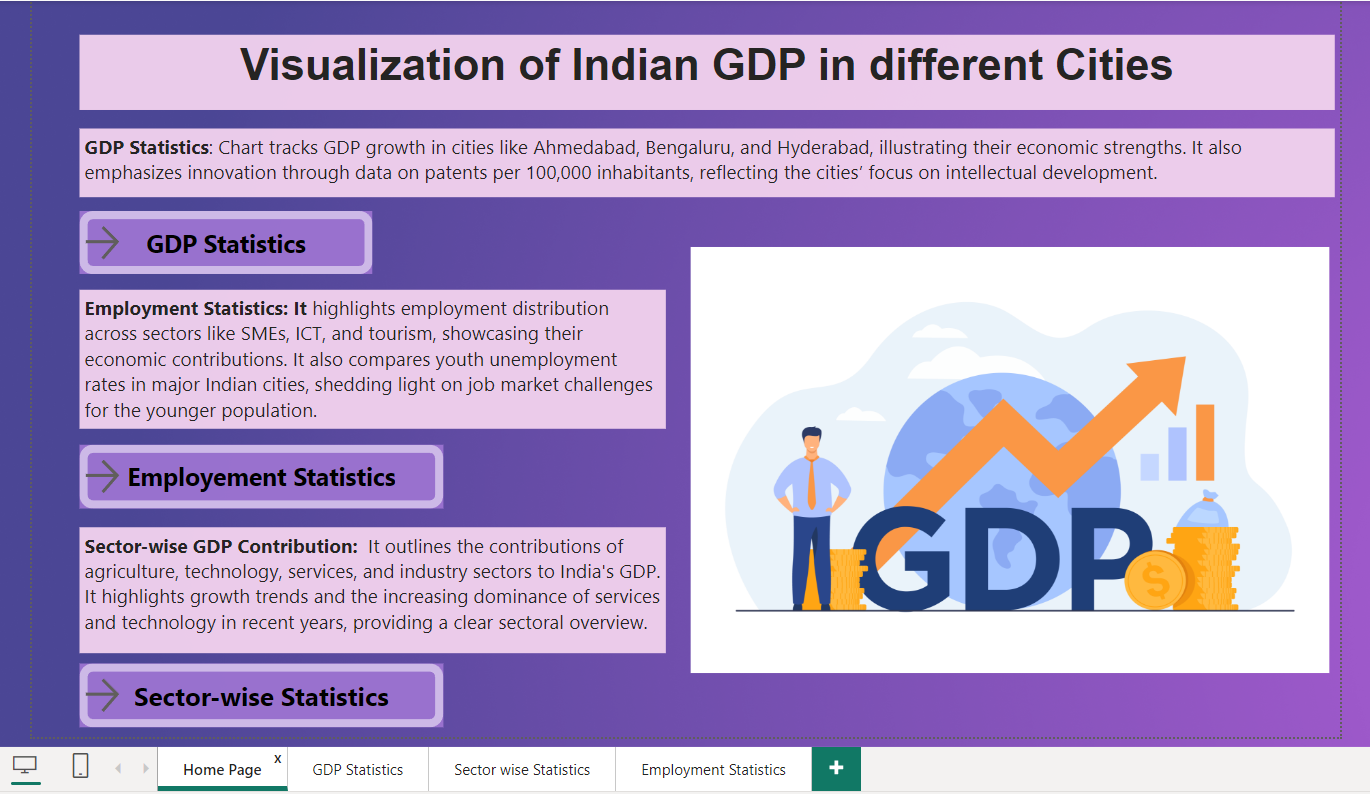 Visualization of Indian GDP in different Cities
GDP Statistics: Chart tracks GDP growth in cities like Ahmedabad, Bengaluru, and Hyderabad, illustrating their economic strengths. It also
emphasizes innovation through data on patents per 100,000 inhabitants, reflecting the cities’ focus on intellectual development.
GDP Statistics
Employment Statistics: It highlights employment distribution
across sectors like SMEs, ICT, and tourism, showcasing their
economic contributions. It also compares youth unemployment
rates in major Indian cities, shedding light on job market challenges
for the younger population.
Employement Statistics
Sector-wise GDP Contribution:  It outlines the contributions of
agriculture, technology, services, and industry sectors to India's GDP.
It highlights growth trends and the increasing dominance of services
and technology in recent years, providing a clear sectoral overview.
Sector-wise Statistics
GDP
$
Home Page x
GDP Statistics
Sector wise Statistics
Employment Statistics
+